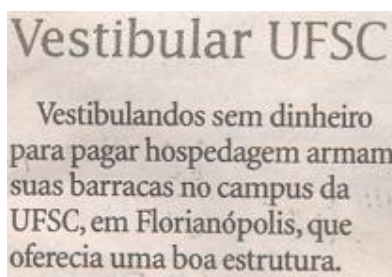 Vestibular UFSC
Vestibulandos sem dinheiro
para pagar hospedagem armam
suas barracas no campus da
UFSC, em Florianópolis, que
oferecia uma boa estrutura.